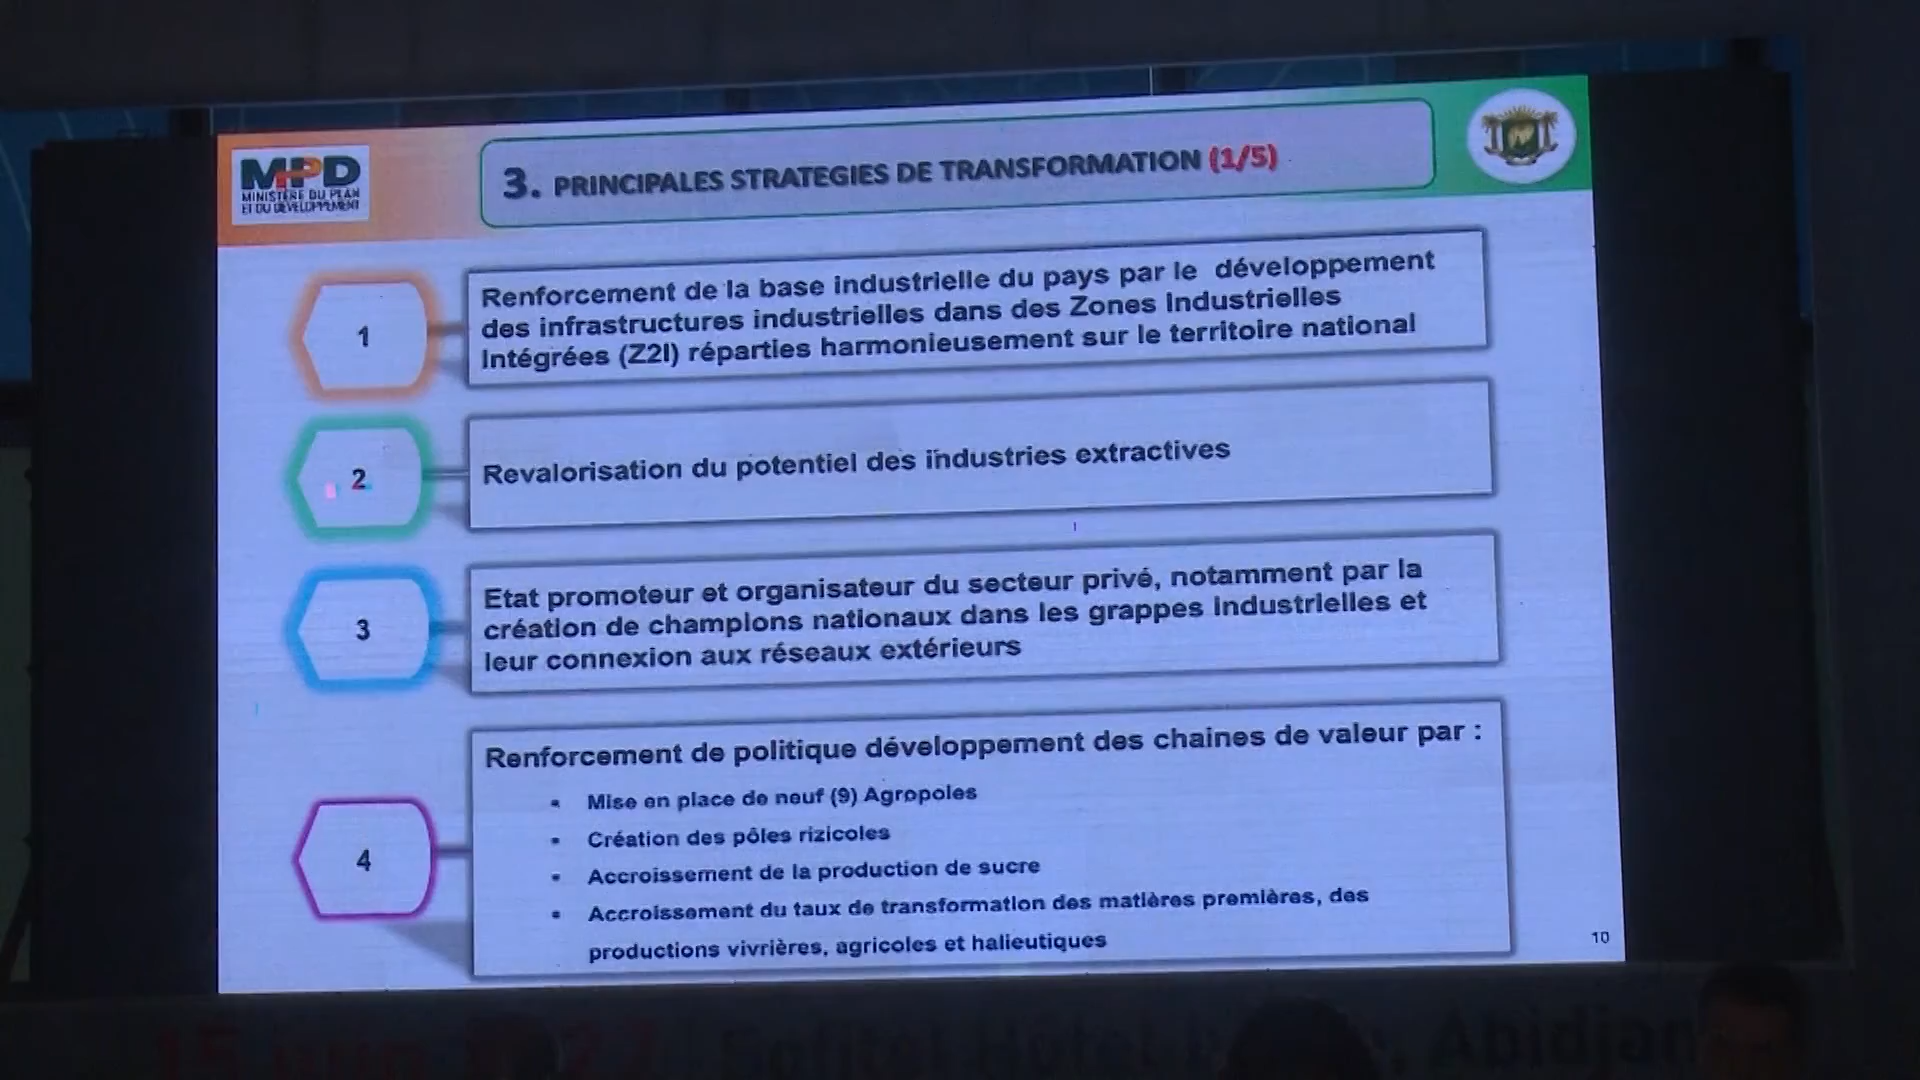 MPD
MINISTÈRE DU PLAN
ET DU DEVELOPPEMENT
3. PRINCIPALES STRATEGIES DE TRANSFORMATION (1/5)
1
Renforcement de la base industrielle du pays par le développement
des infrastructures industrielles dans des Zones Industrielles
Intégrées (Z2I) réparties harmonieusement sur le territoire national
2
Revalorisation du potentiel des industries extractives
3
Etat promoteur et organisateur du secteur privé, notamment par la
création de champions nationaux dans les grappes industrielles et
leur connexion aux réseaux extérieurs
4
Renforcement de politique développement des chaines de valeur par :
▪ Mise en place de neuf (9) Agropoles
▪ Création des pôles rizicoles
▪ Accroissement de la production de sucre
▪ Accroissement du taux de transformation des matières premières, des
productions vivrières, agricoles et halieutiques
10
15 Sofitel Hôtel , Abidjan